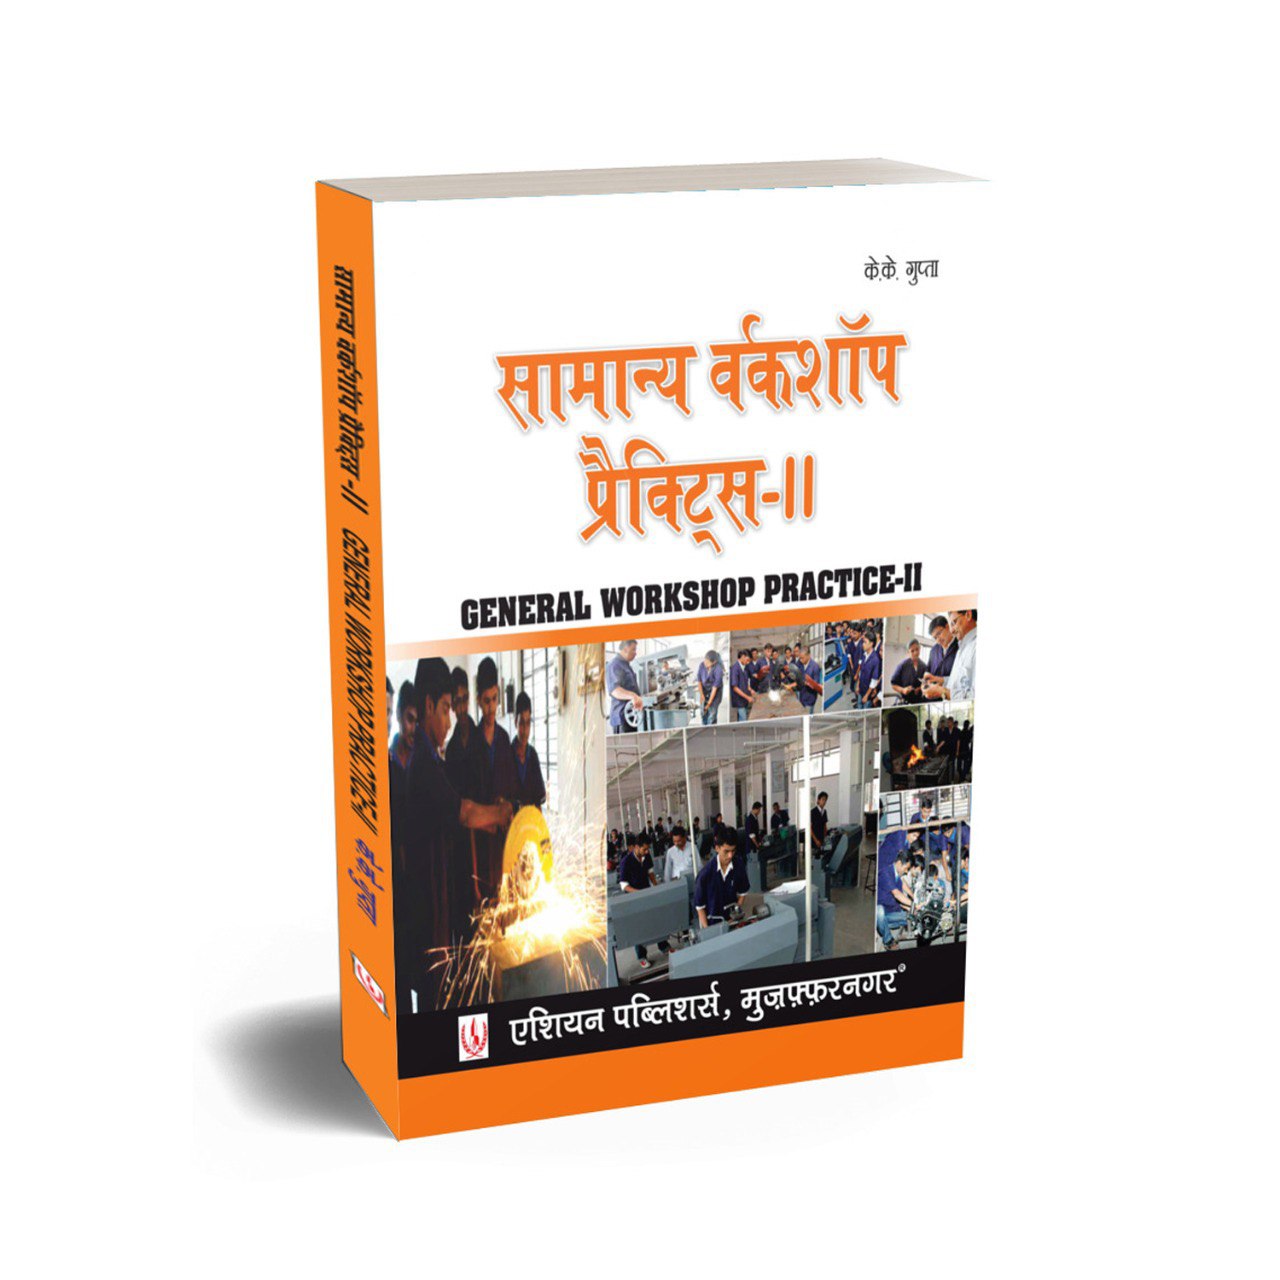 के.के. गुप्ता
सामान्य वर्कशॉप
प्रैक्टिस-II
GENERAL WORKSHOP PRACTICE-II
एशियन पब्लिशर्स, मुज़फ़्फ़रनगर®
सामान्य वर्कशॉप प्रैक्टिस-II GENERAL WORKSHOP PRACTICE-II के.के. गुप्ता